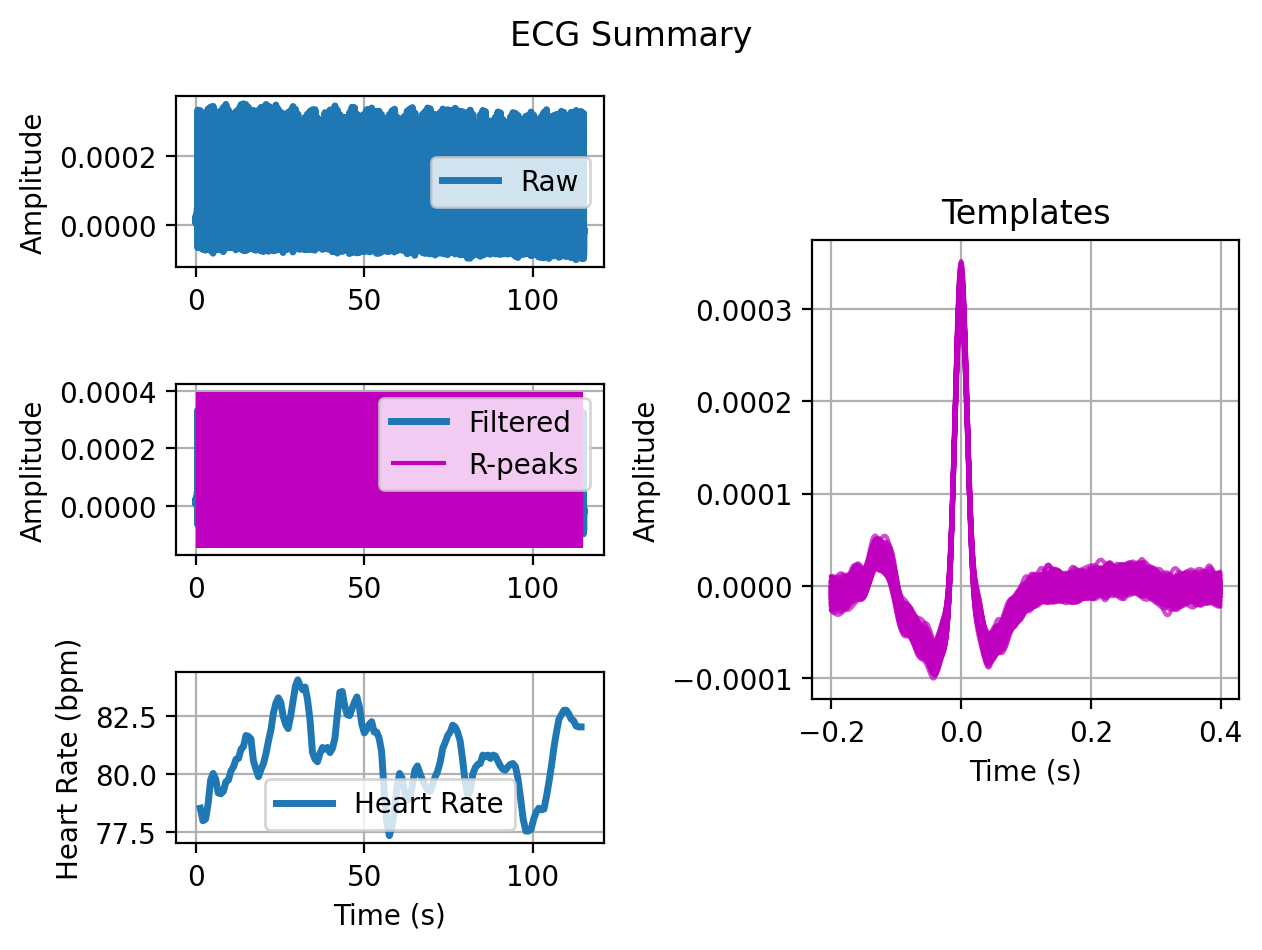 ECG Summary
Amplitude
0.0002
0.0000
Raw
0
50
100
Amplitude
0.0004
0.0002
0.0000
Filtered
R-peaks
0
50
100
Heart Rate (bpm)
82.5
80.0
77.5
Heart Rate
0
50
100
Time (s)
Templates
Amplitude
0.0003
0.0002
0.0001
0.0000
−0.0001
−0.2
0.0
0.2
0.4
Time (s)